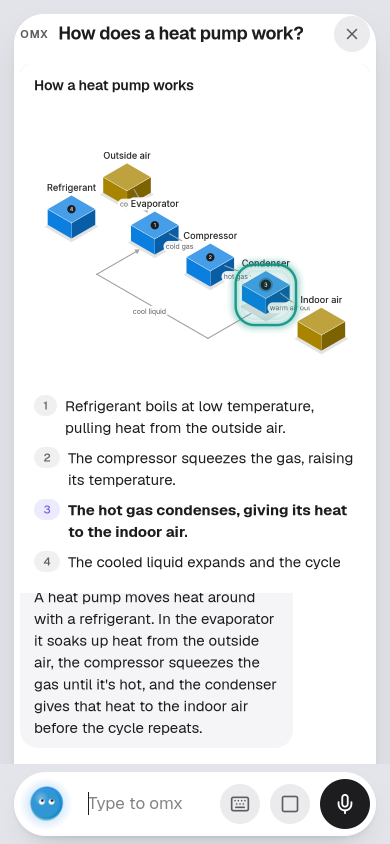 OMX How does a heat pump work?
How a heat pump works
Outside air
Refrigerant
4
co
Evaporator
1
cold gas
Compressor
2
hot gas
Condenser
3
warm air out
Indoor air
cool liquid
1 Refrigerant boils at low temperature,
pulling heat from the outside air.
2 The compressor squeezes the gas, raising
its temperature.
3 The hot gas condenses, giving its heat
to the indoor air.
4 The cooled liquid expands and the cycle
A heat pump moves heat around
with a refrigerant. In the evaporator
it soaks up heat from the outside
air, the compressor squeezes the
gas until it's hot, and the condenser
gives that heat to the indoor air
before the cycle repeats.
Type to omx